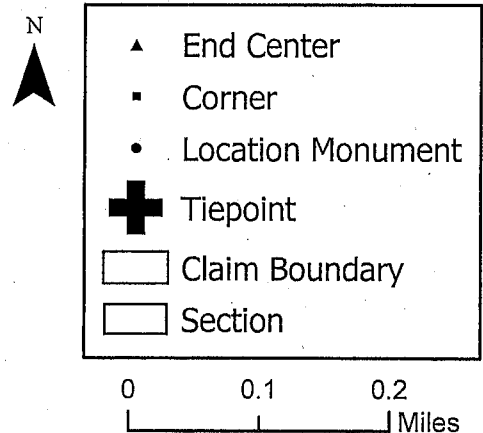 N
End Center
Corner
Location Monument
Tiepoint
Claim Boundary
Section
0 0.1 0.2
Miles